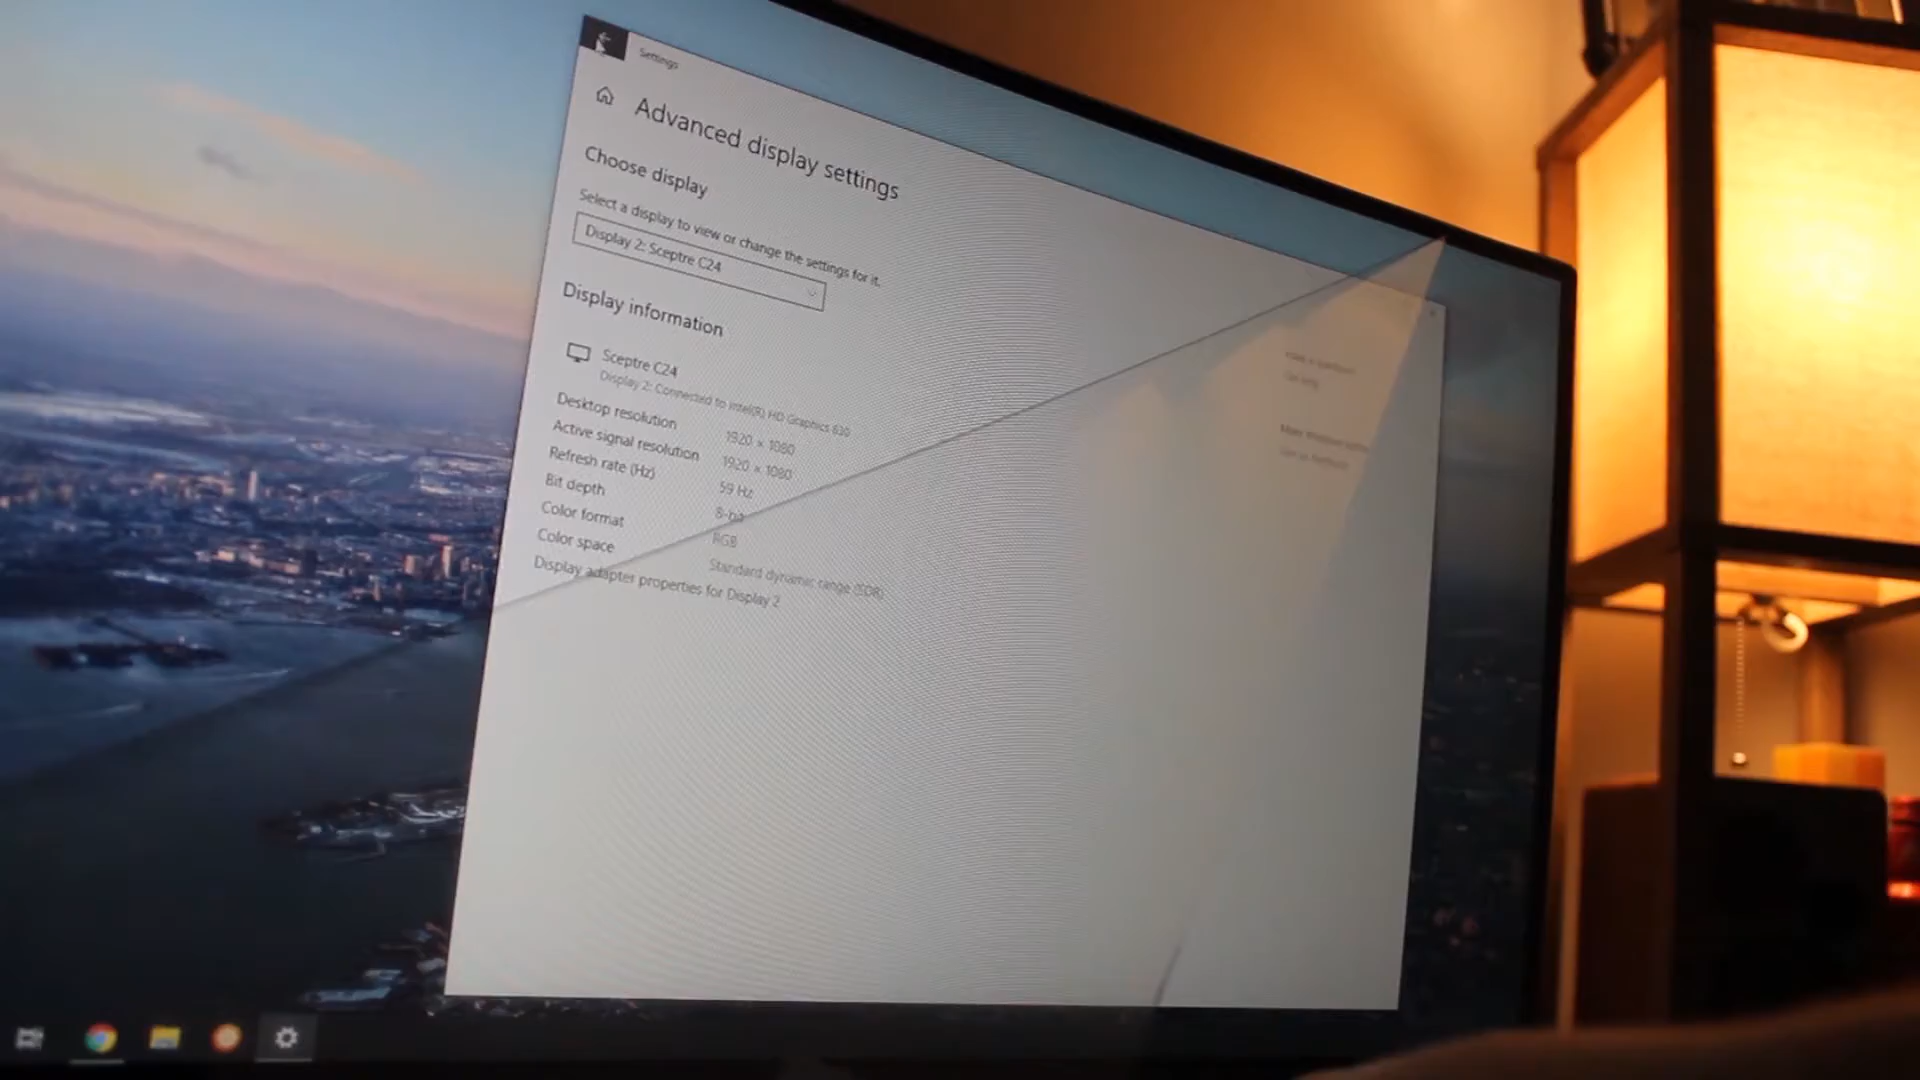 Settings
Advanced display settings
Choose display
Select a display to view or change the settings for it.
Display 2: Sceptre C24
Display information
Sceptre C24
Display 2: Connected to Intel(R) HD Graphics 630
Desktop resolution 1920 × 1080
Active signal resolution 1920 × 1080
Refresh rate (Hz) 59 Hz
Bit depth 8-bit
Color format RGB
Color space Standard dynamic range (SDR)
Display adapter properties for Display 2